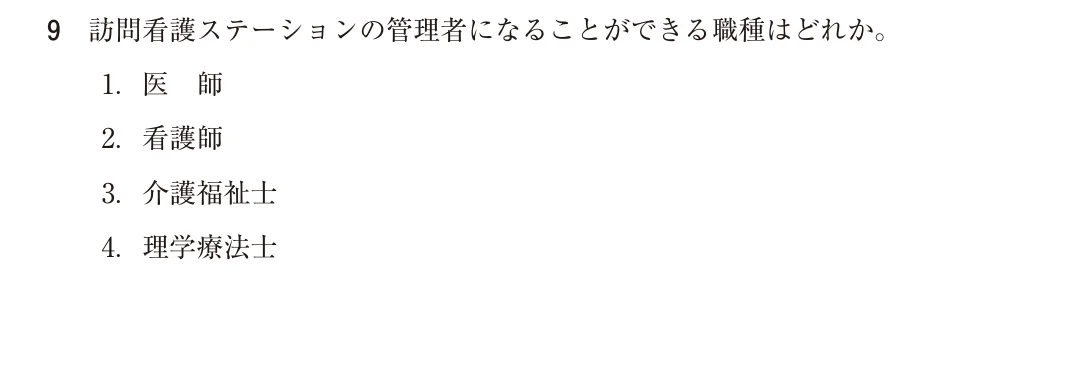 9 訪問看護ステーションの管理者になることができる職種はどれか。
1. 医　師
2. 看護師
3. 介護福祉士
4. 理学療法士